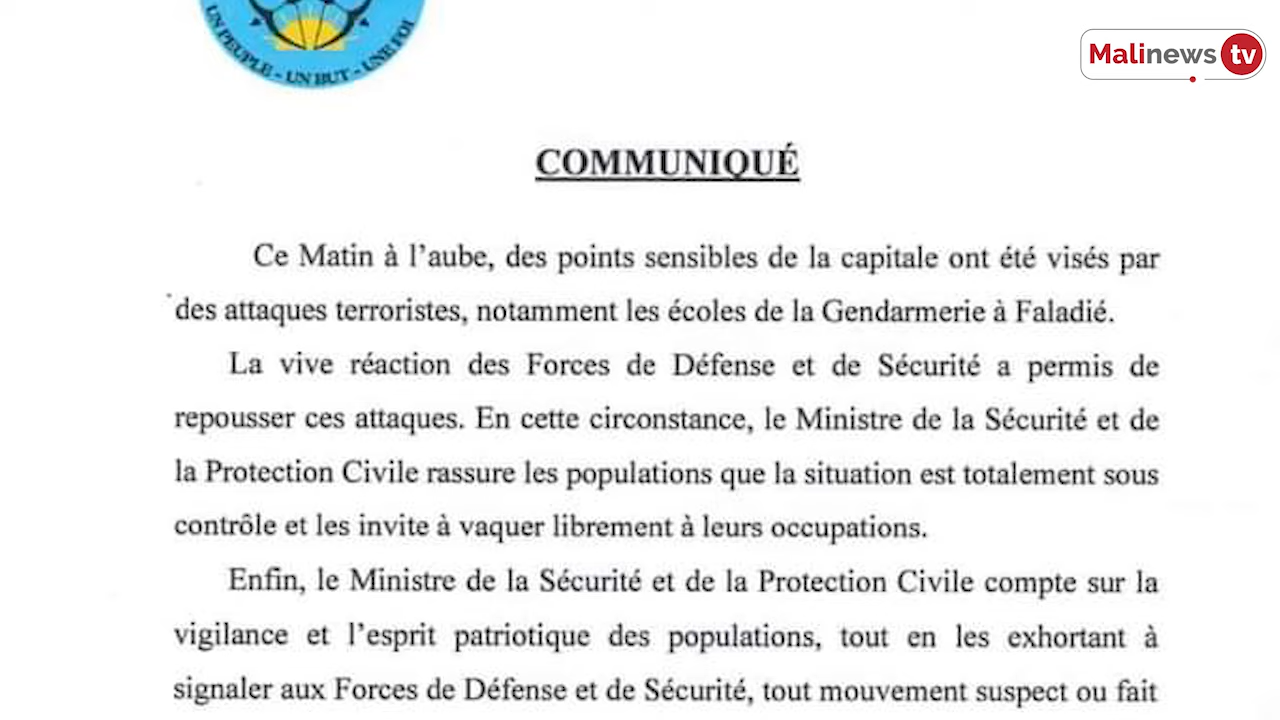 UN PEUPLE - UN BUT - UNE FOI
Malinews tv
COMMUNIQUÉ
Ce Matin à l’aube, des points sensibles de la capitale ont été visés par
des attaques terroristes, notamment les écoles de la Gendarmerie à Faladié.
La vive réaction des Forces de Défense et de Sécurité a permis de
repousser ces attaques. En cette circonstance, le Ministre de la Sécurité et de
la Protection Civile rassure les populations que la situation est totalement sous
contrôle et les invite à vaquer librement à leurs occupations.
Enfin, le Ministre de la Sécurité et de la Protection Civile compte sur la
vigilance et l’esprit patriotique des populations, tout en les exhortant à
signaler aux Forces de Défense et de Sécurité, tout mouvement suspect ou fait